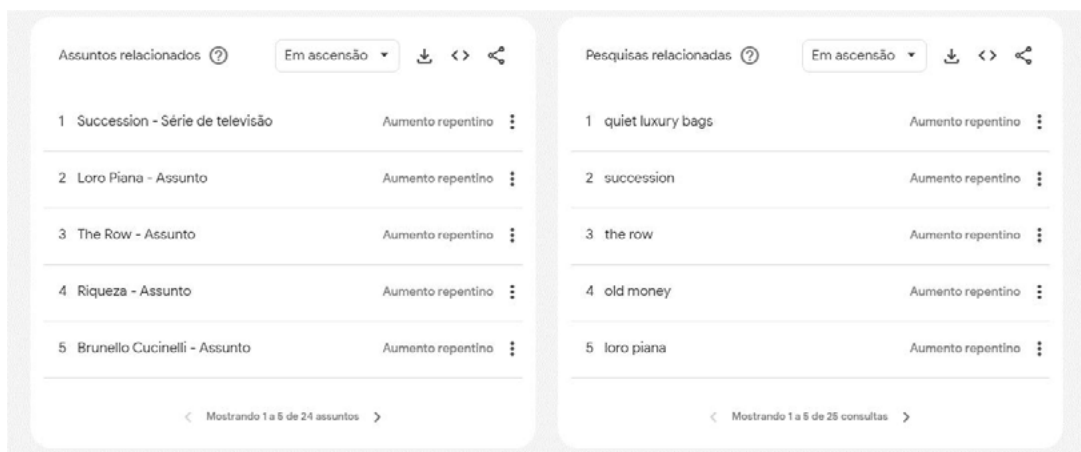 Assuntos relacionados
Em ascensão
1 Succession - Série de televisão Aumento repentino
2 Loro Piana - Assunto Aumento repentino
3 The Row - Assunto Aumento repentino
4 Riqueza - Assunto Aumento repentino
5 Brunello Cucinelli - Assunto Aumento repentino
Mostrando 1 a 5 de 24 assuntos
Pesquisas relacionadas
Em ascensão
1 quiet luxury bags Aumento repentino
2 succession Aumento repentino
3 the row Aumento repentino
4 old money Aumento repentino
5 loro piana Aumento repentino
Mostrando 1 a 5 de 25 consultas